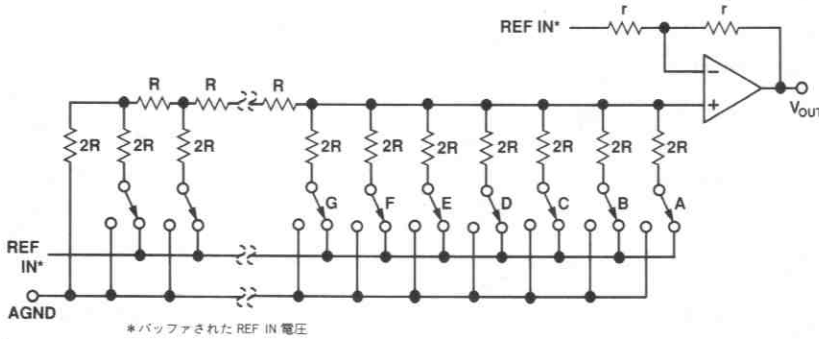 r r
REF IN*
R R R
VOUT
2R 2R 2R 2R 2R 2R 2R 2R 2R 2R
G F E D C B A
REF
IN*
AGND
*バッファされた REF IN 電圧